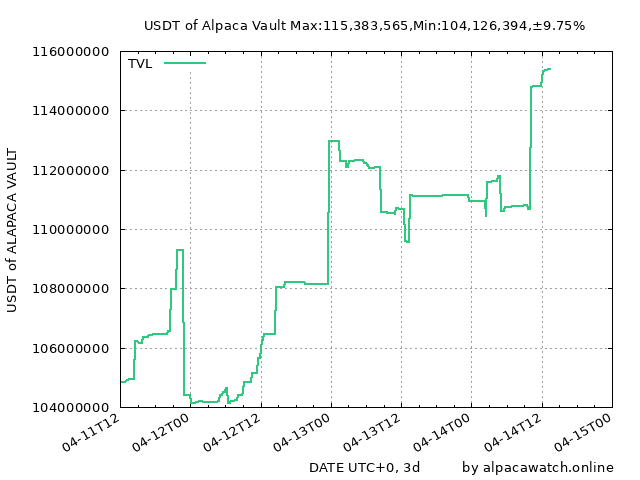 USDT of Alpaca Vault Max:115,383,565,Min:104,126,394,±9.75%
116000000
TVL
114000000
112000000
110000000
108000000
106000000
104000000
USDT of ALAPACA VAULT
04-11T12
04-12T00
04-12T12
04-13T00
04-13T12
04-14T00
04-14T12
04-15T00
DATE UTC+0, 3d
by alpacawatch.online